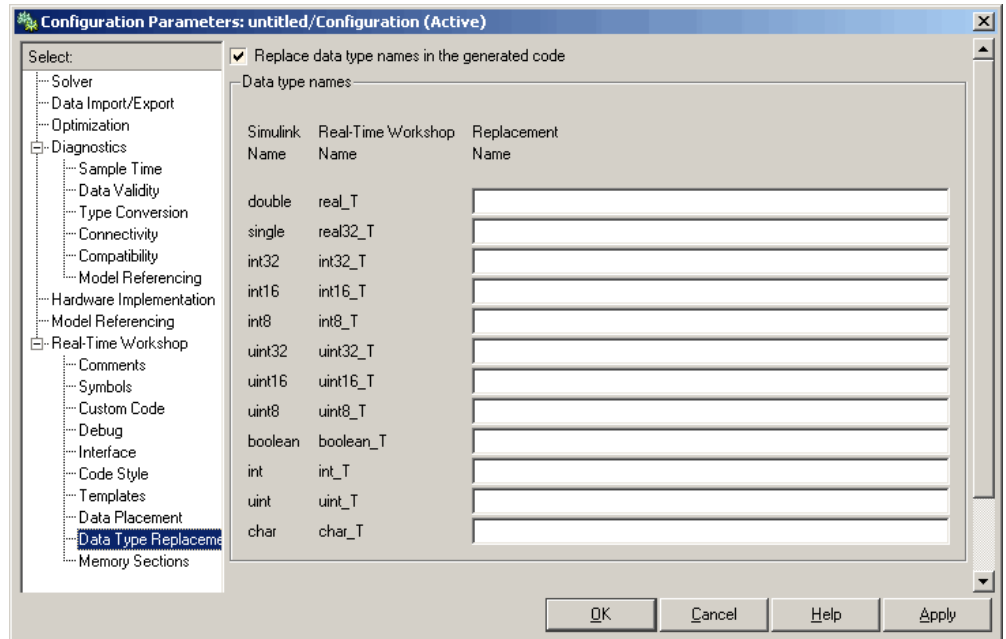 Configuration Parameters: untitled/Configuration (Active)
Select:
Solver
Data Import/Export
Optimization
Diagnostics
Sample Time
Data Validity
Type Conversion
Connectivity
Compatibility
Model Referencing
Hardware Implementation
Model Referencing
Real-Time Workshop
Comments
Symbols
Custom Code
Debug
Interface
Code Style
Templates
Data Placement
Data Type Replaceme
Memory Sections
Replace data type names in the generated code
Data type names
Simulink Real-Time Workshop Replacement
Name Name Name
double real_T
single real32_T
int32 int32_T
int16 int16_T
int8 int8_T
uint32 uint32_T
uint16 uint16_T
uint8 uint8_T
boolean boolean_T
int int_T
uint uint_T
char char_T
OK Cancel Help Apply